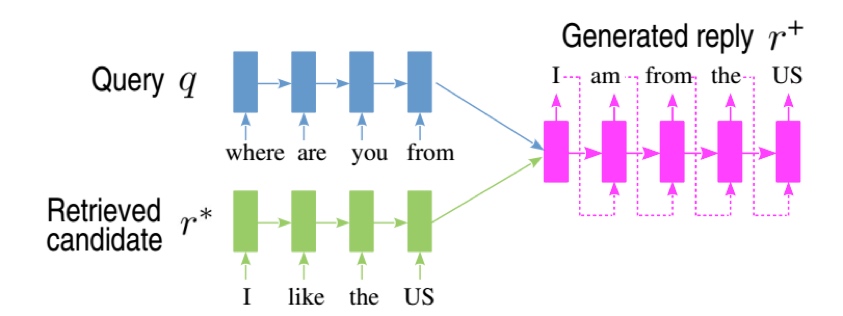 Generated reply r⁺
Query q
I am from the US
where are you from
Retrieved
candidate r*
I like the US